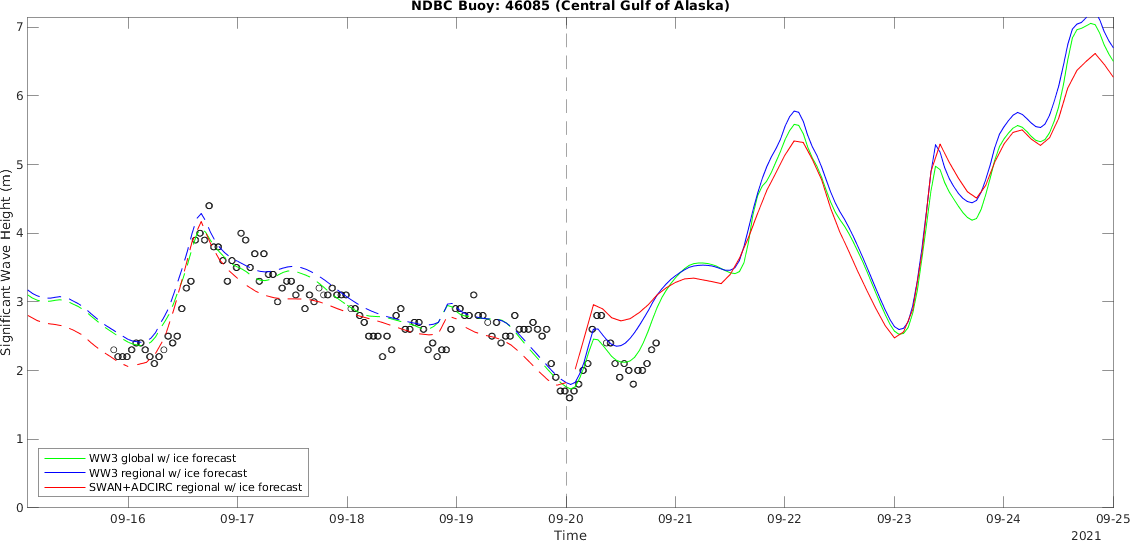 NDBC Buoy: 46085 (Central Gulf of Alaska)
7
6
5
4
3
2
1
0
Significant Wave Height (m)
WW3 global w/ ice forecast
WW3 regional w/ ice forecast
SWAN+ADCIRC regional w/ ice forecast
09-16 09-17 09-18 09-19 09-20 09-21 09-22 09-23 09-24 09-25
Time
2021